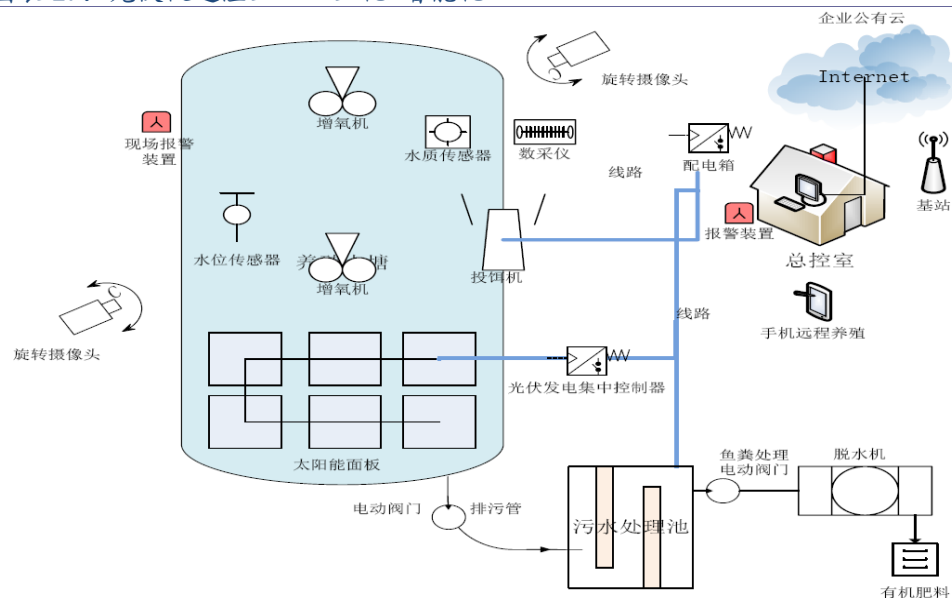 企业公有云
Internet
旋转摄像头
增氧机
现场报警
装置
水质传感器
数采仪
线路
配电箱
基站
报警装置
总控室
水位传感器
增氧机
投饵机
手机远程养殖
线路
旋转摄像头
光伏发电集中控制器
太阳能面板
鱼粪处理
电动阀门
脱水机
电动阀门
排污管
污水处理池
有机肥料